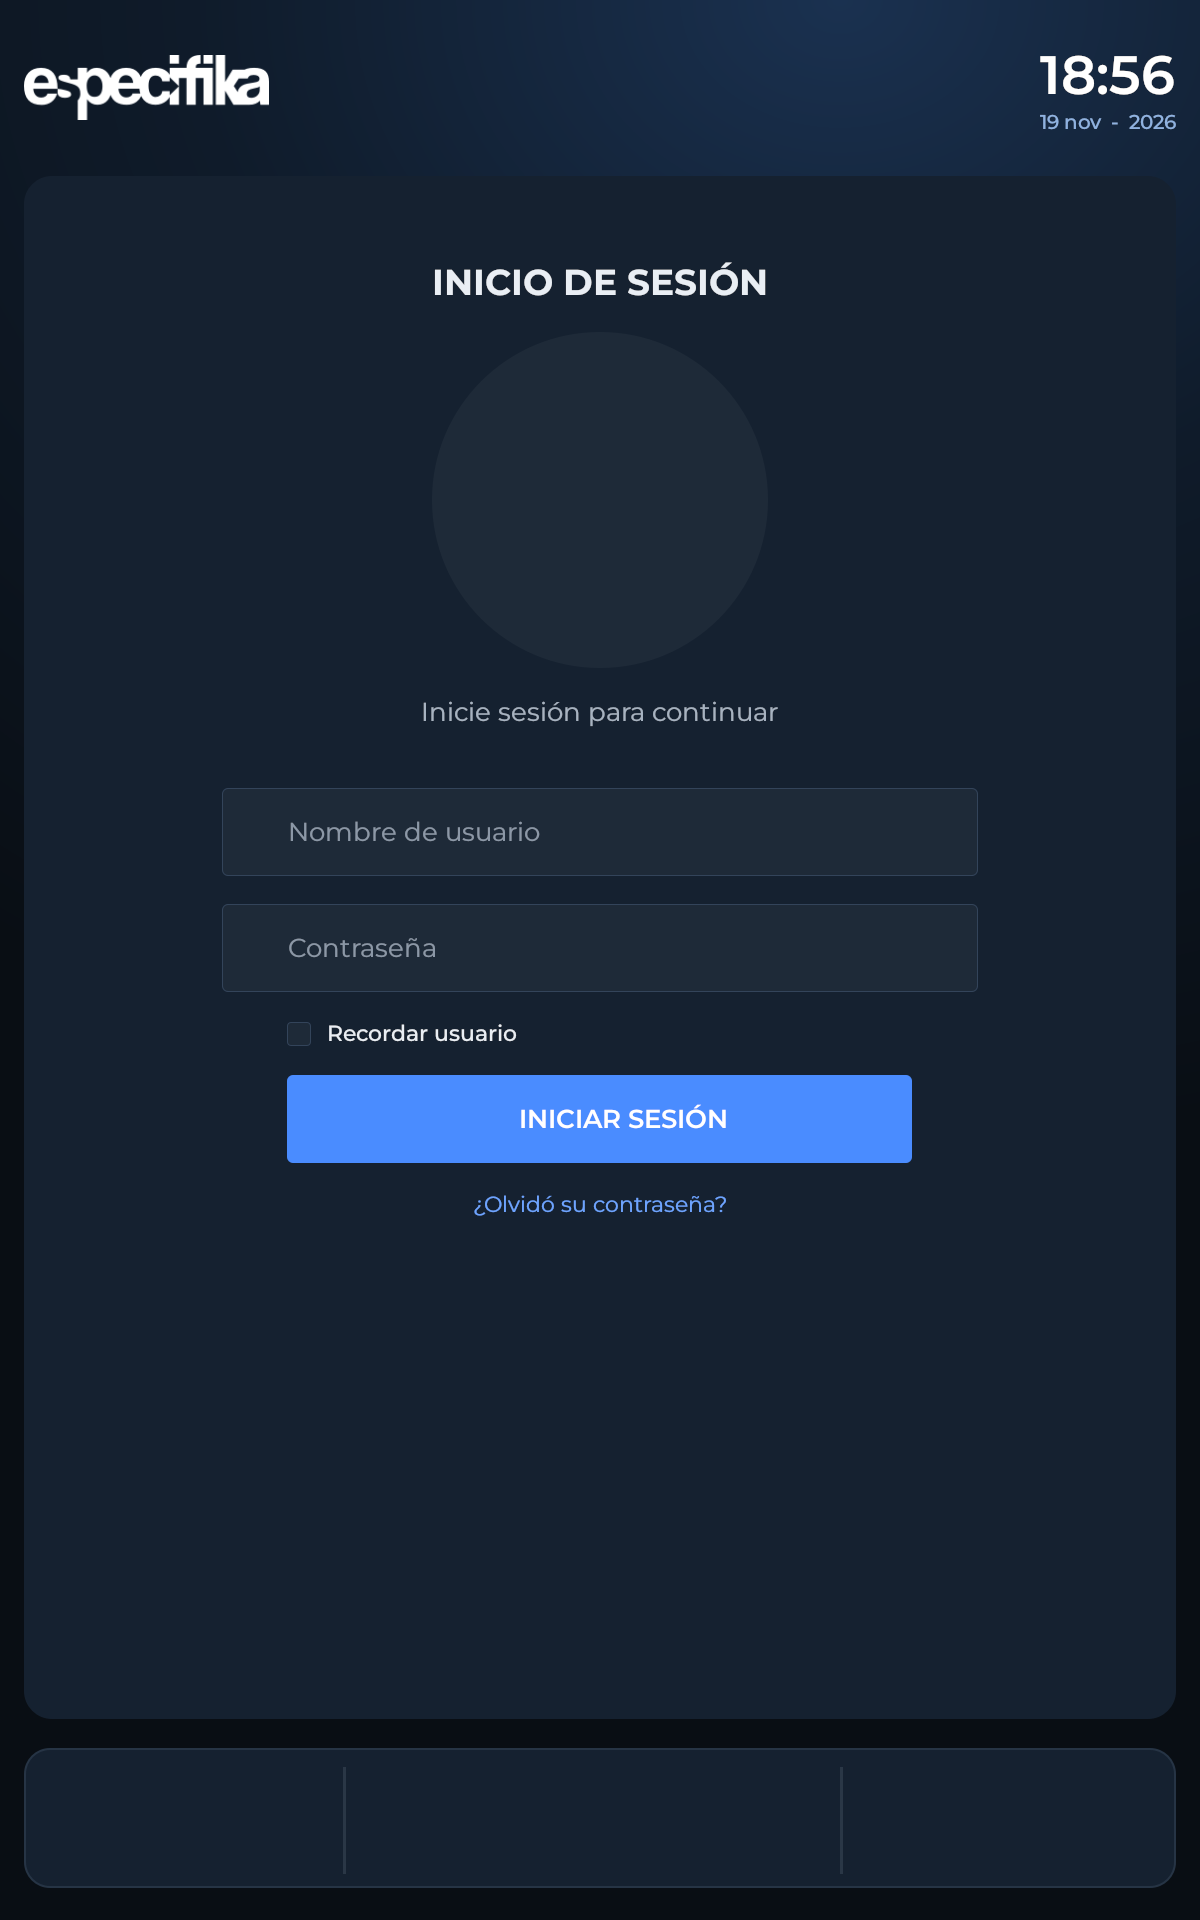 especifika
18:56
19 nov - 2026
INICIO DE SESIÓN
Inicie sesión para continuar
Nombre de usuario
Contraseña
Recordar usuario
INICIAR SESIÓN
¿Olvidó su contraseña?